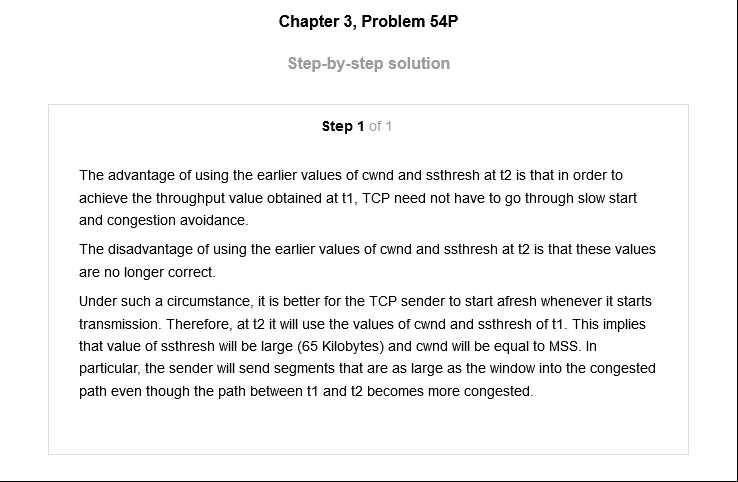 Chapter 3, Problem 54P
Step-by-step solution
Step 1 of 1
The advantage of using the earlier values of cwnd and ssthresh at t2 is that in order to
achieve the throughput value obtained at t1, TCP need not have to go through slow start
and congestion avoidance.
The disadvantage of using the earlier values of cwnd and ssthresh at t2 is that these values
are no longer correct.
Under such a circumstance, it is better for the TCP sender to start afresh whenever it starts
transmission. Therefore, at t2 it will use the values of cwnd and ssthresh of t1. This implies
that value of ssthresh will be large (65 Kilobytes) and cwnd will be equal to MSS. In
particular, the sender will send segments that are as large as the window into the congested
path even though the path between t1 and t2 becomes more congested.